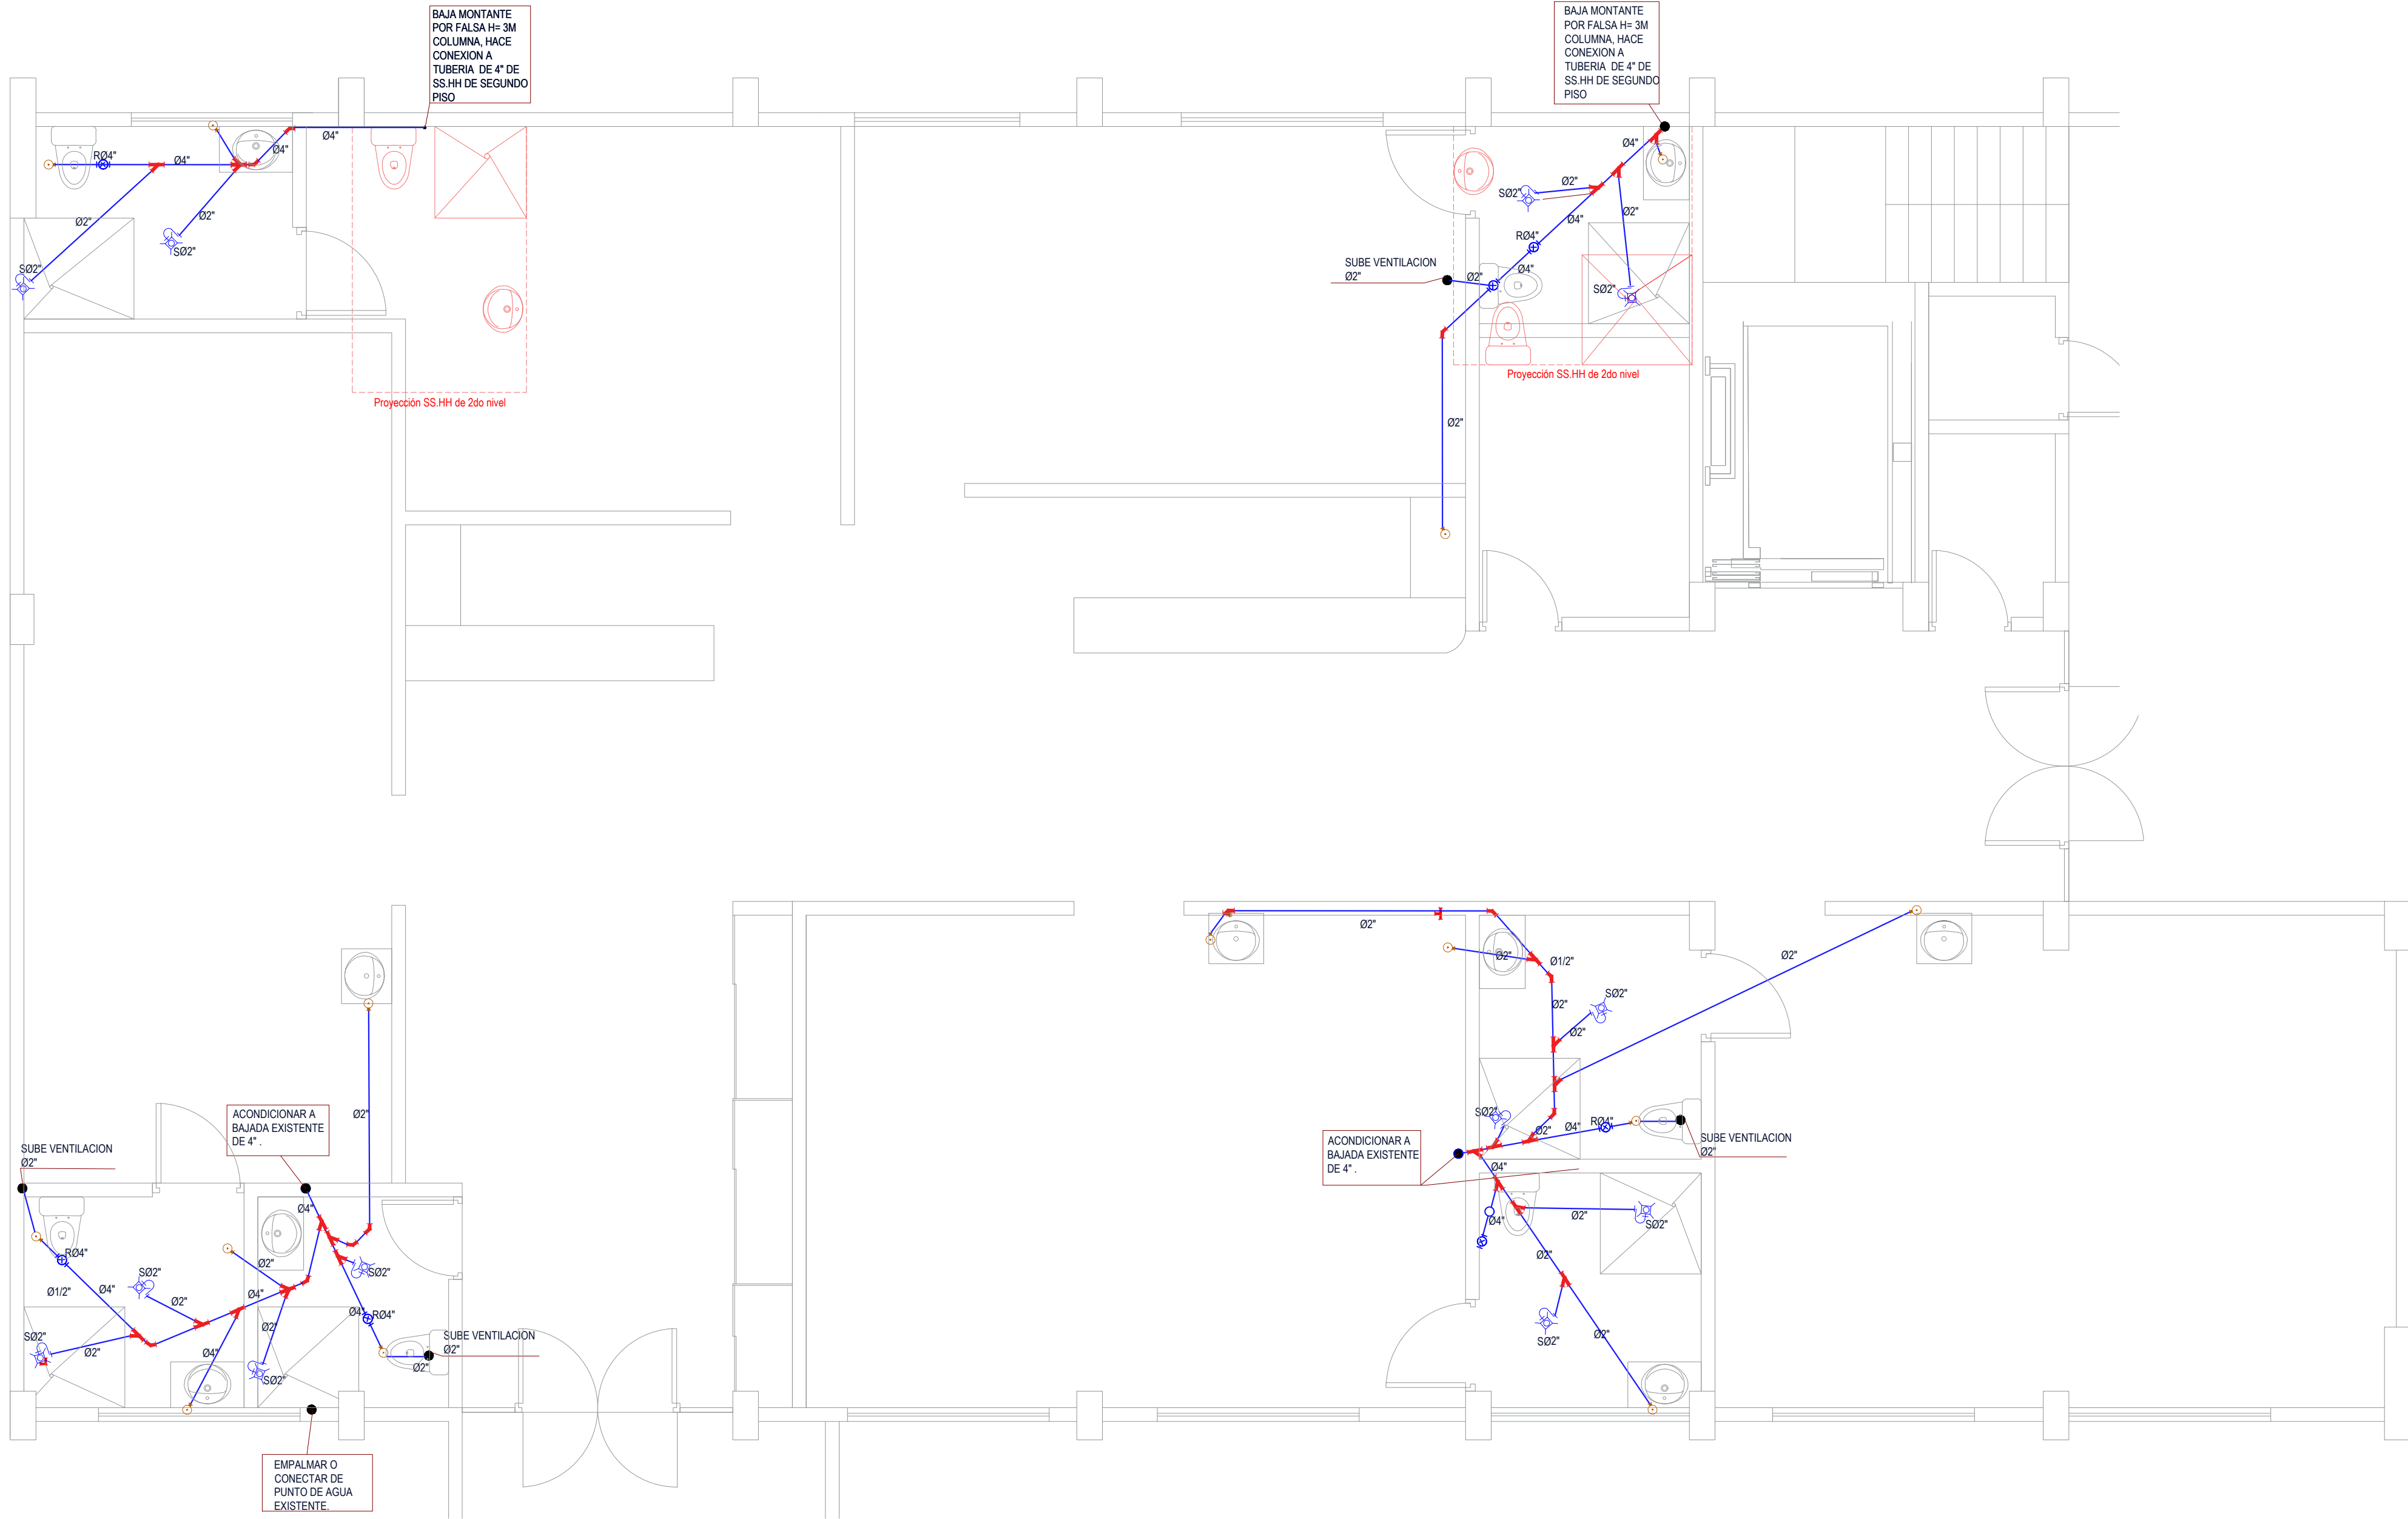 BAJA MONTANTE
POR FALSA H= 3M
COLUMNA, HACE
CONEXION A
TUBERIA DE 4" DE
SS.HH DE SEGUNDO
PISO
BAJA MONTANTE
POR FALSA H= 3M
COLUMNA, HACE
CONEXION A
TUBERIA DE 4" DE
SS.HH DE SEGUNDO
PISO
RØ4"
Ø4"
Ø4"
Ø4"
Ø2"
Ø2"
SØ2"
SØ2"
Proyección SS.HH de 2do nivel
Ø4"
Ø2"
SØ2"
Ø2"
Ø4"
RØ4"
SUBE VENTILACION
Ø2"
Ø2"
Ø4"
SØ2"
Proyección SS.HH de 2do nivel
Ø2"
Ø2"
Ø2"
Ø1/2"
Ø2"
SØ2"
Ø2"
Ø2"
Ø2"
SØ2"
Ø2"
Ø4"
RØ4"
SUBE VENTILACION
Ø2"
ACONDICIONAR A
BAJADA EXISTENTE
DE 4" .
Ø4"
Ø4"
Ø2"
SØ2"
Ø2"
SØ2"
Ø2"
ACONDICIONAR A
BAJADA EXISTENTE
DE 4" .
SUBE VENTILACION
Ø2"
Ø4"
RØ4"
Ø2"
SØ2"
SØ2"
Ø1/2"
Ø4"
Ø2"
Ø4"
Ø4"
RØ4"
Ø2"
SØ2"
Ø2"
Ø4"
SØ2"
SUBE VENTILACION
Ø2"
Ø2"
EMPALMAR O
CONECTAR DE
PUNTO DE AGUA
EXISTENTE.